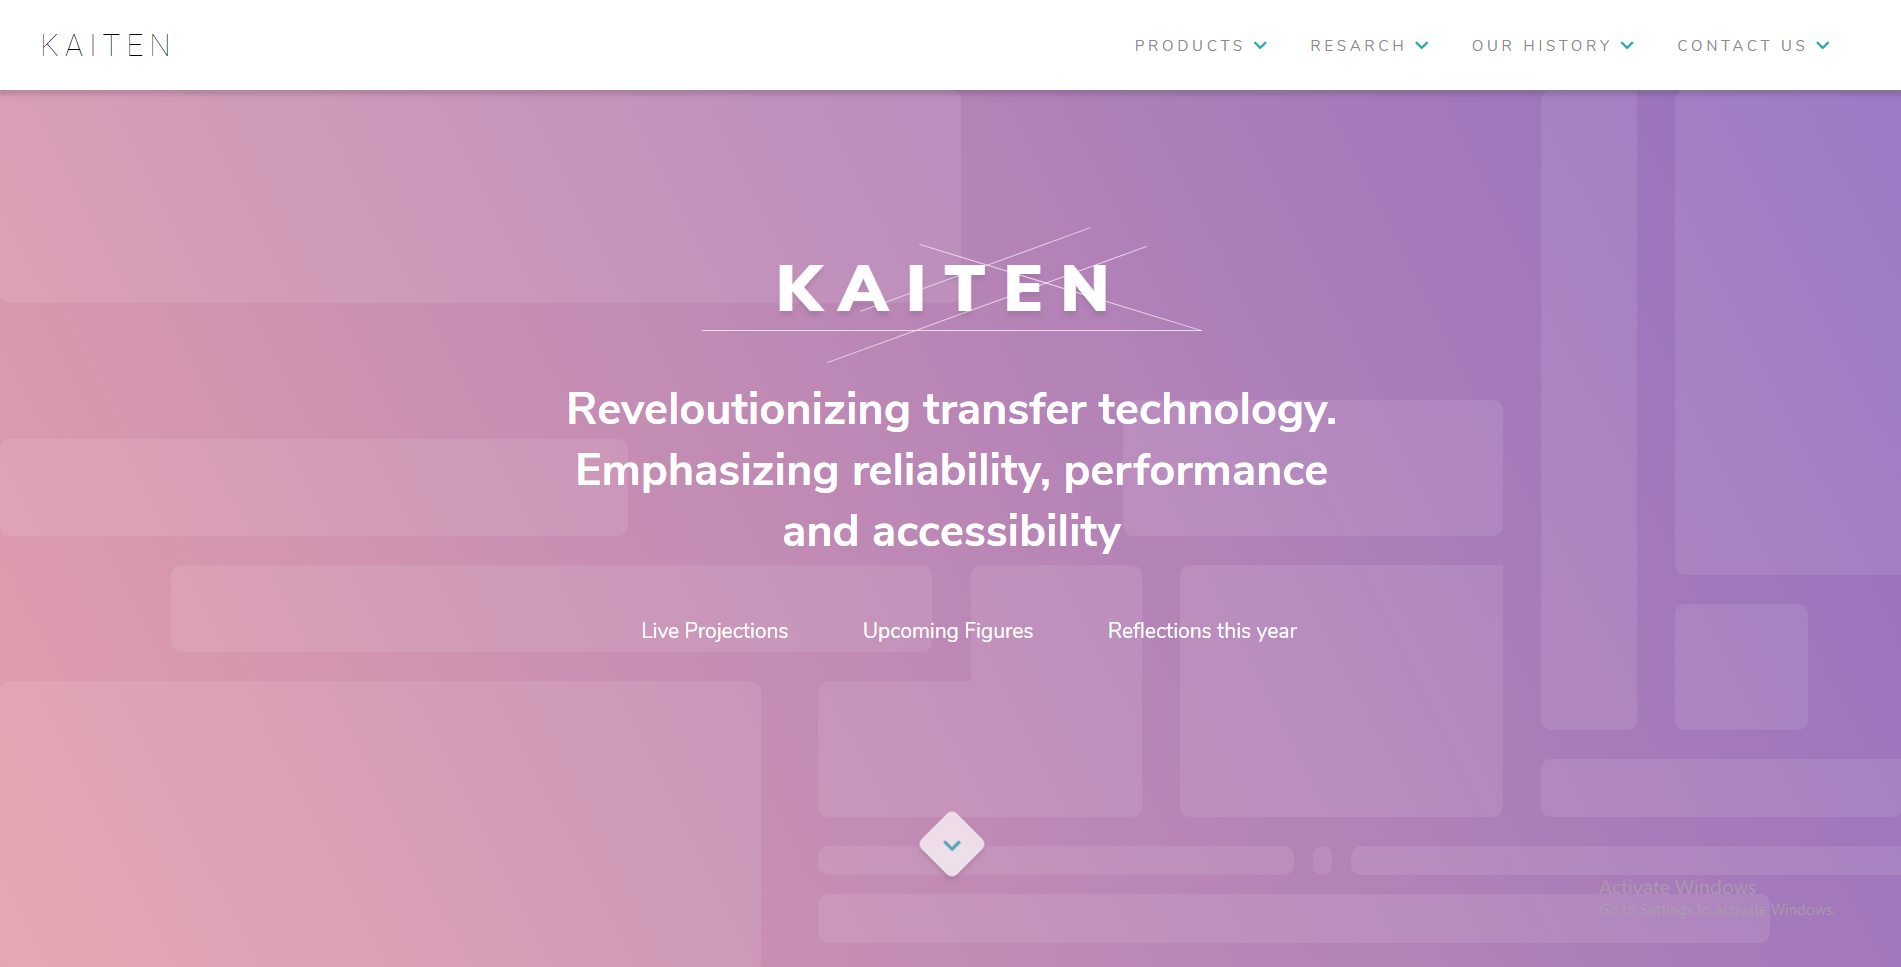 KAITEN
PRODUCTS
RESARCH
OUR HISTORY
CONTACT US
KAITEN
Reveloutionizing transfer technology.
Emphasizing reliability, performance
and accessibility
Live Projections
Upcoming Figures
Reflections this year
Activate Windows
Go to Settings to activate Windows.